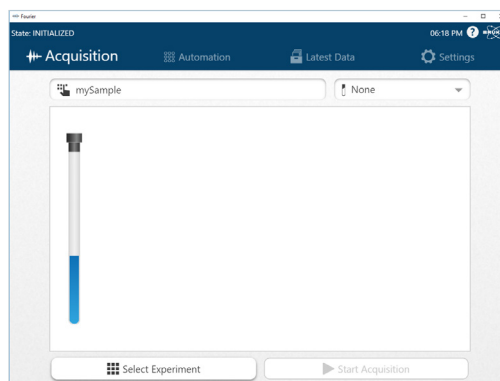 Fourier
State: INITIALIZED 06:18 PM ?
Acquisition Automation Latest Data Settings
mySample None
Select Experiment Start Acquisition